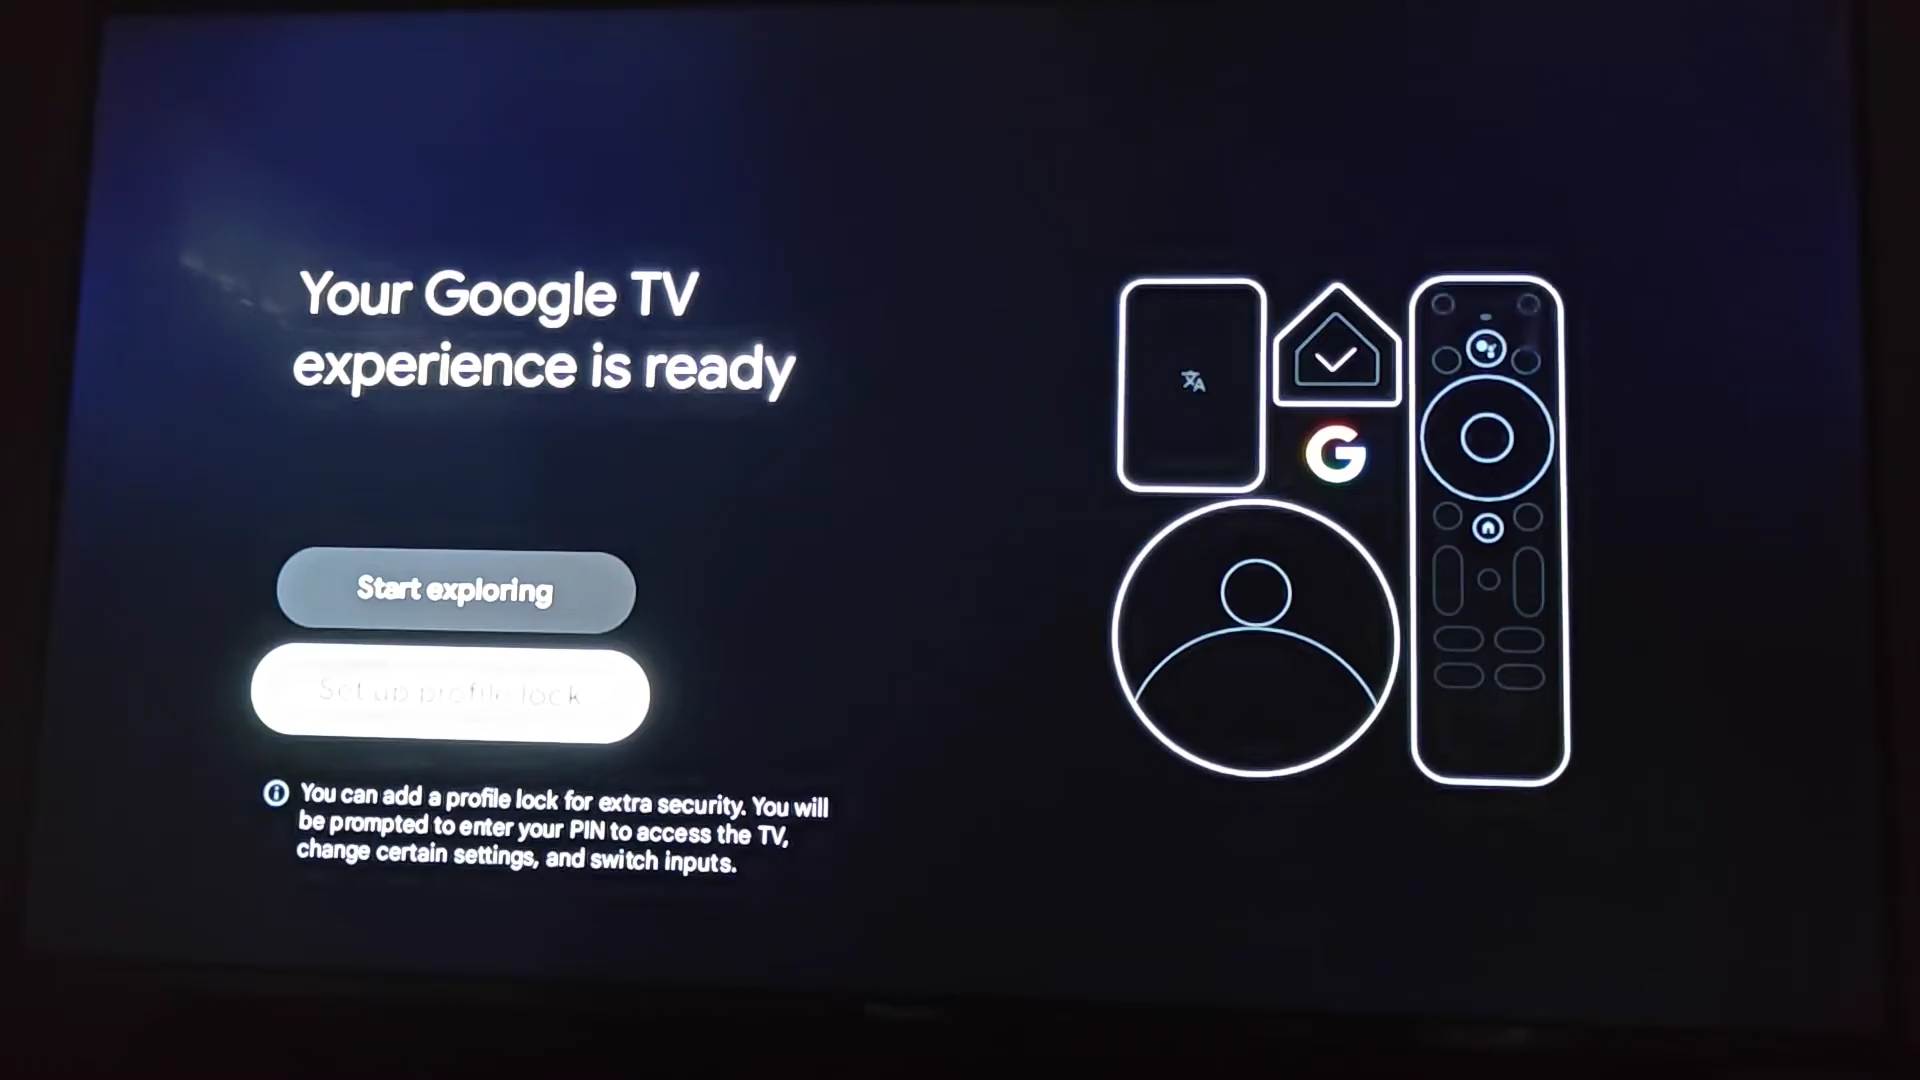 Your Google TV
experience is ready
Start exploring
Set up profile lock
You can add a profile lock for extra security. You will
be prompted to enter your PIN to access the TV,
change certain settings, and switch inputs.
G